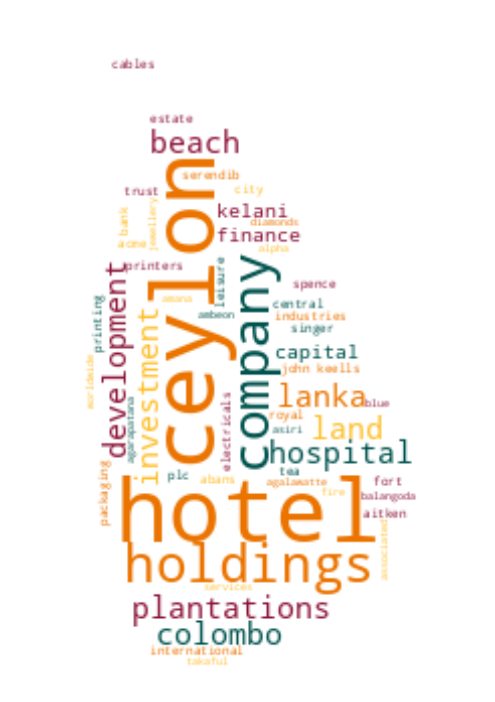 cables
estate
beach
serendib
trust
city
ceylon
jewellery
a bank
kelani
diamonds
acme
finance
alpha
printers
company
leisure
development
spence
amana
printing
central
ambeon
industries
singer
investment
capital
worldwide
john keells
lanka
blue
royal
agarapatana
electricals
asiri
land
hospital
packaging
plc
tea
abans
agalawatte
fort
hotel
fire
balangoda
aitken
associated
holdings
services
plantations
colombo
international
takaful